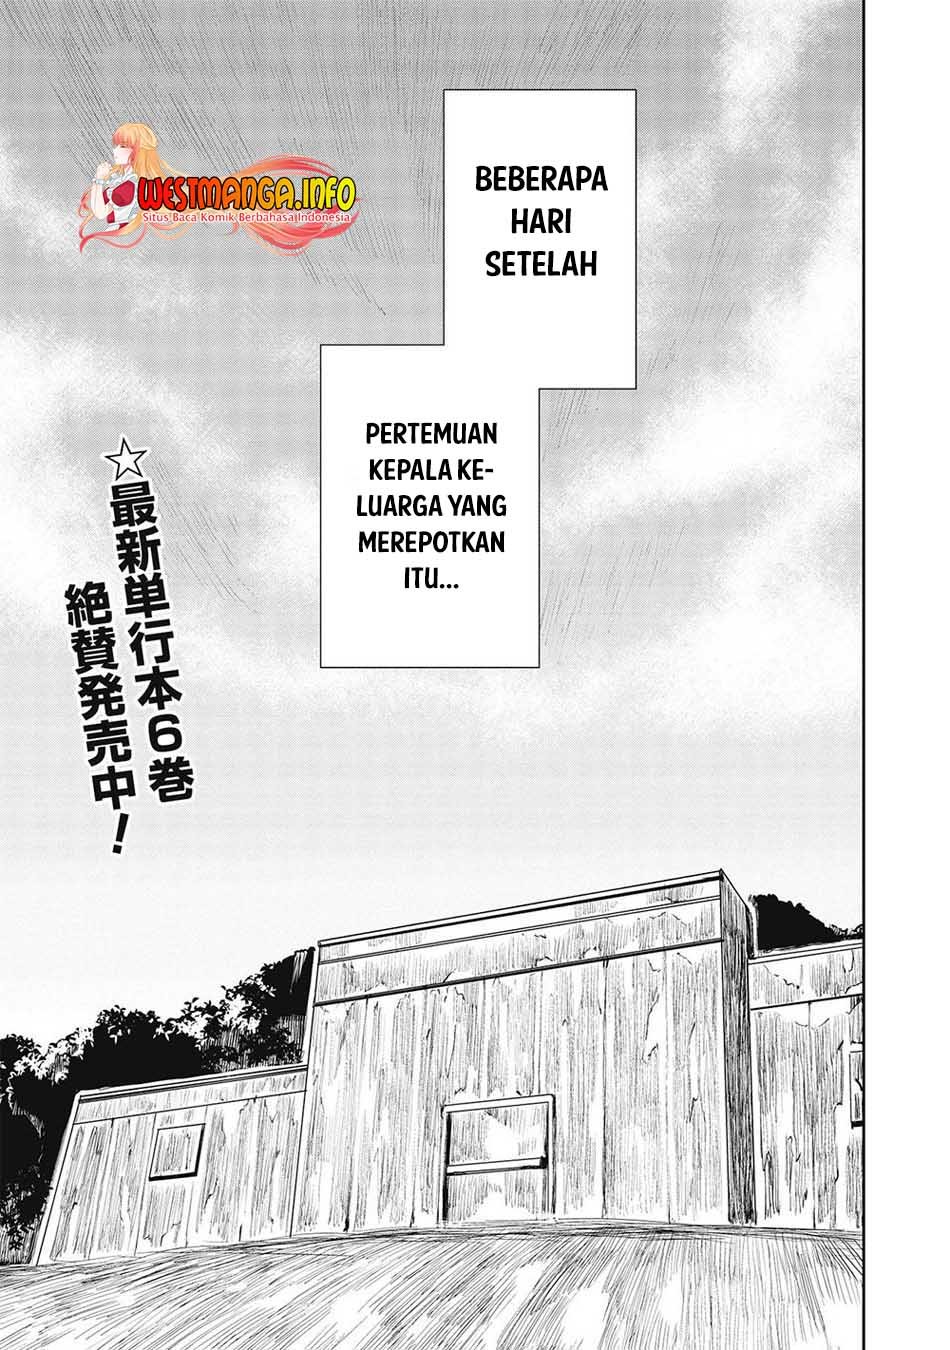 WESTMANGA.INFO
Situs Baca Komik Berbahasa Indonesia
BEBERAPA
HARI
SETELAH
PERTEMUAN
KEPALA KE-
LUARGA YANG
MEREPOTKAN
ITU...
☆最新単行本6巻
絶賛発売中！